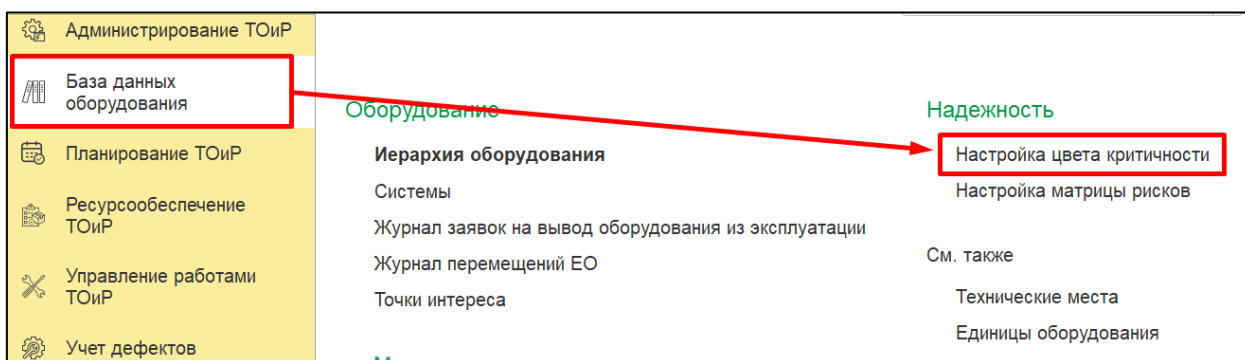 Администрирование ТОиР
База данных
оборудования
Планирование ТОиР
Ресурсообеспечение
ТОиР
Управление работами
ТОиР
Учет дефектов
Оборудование
Иерархия оборудования
Системы
Журнал заявок на вывод оборудования из эксплуатации
Журнал перемещений ЕО
Точки интереса
Надежность
Настройка цвета критичности
Настройка матрицы рисков
См. также
Технические места
Единицы оборудования